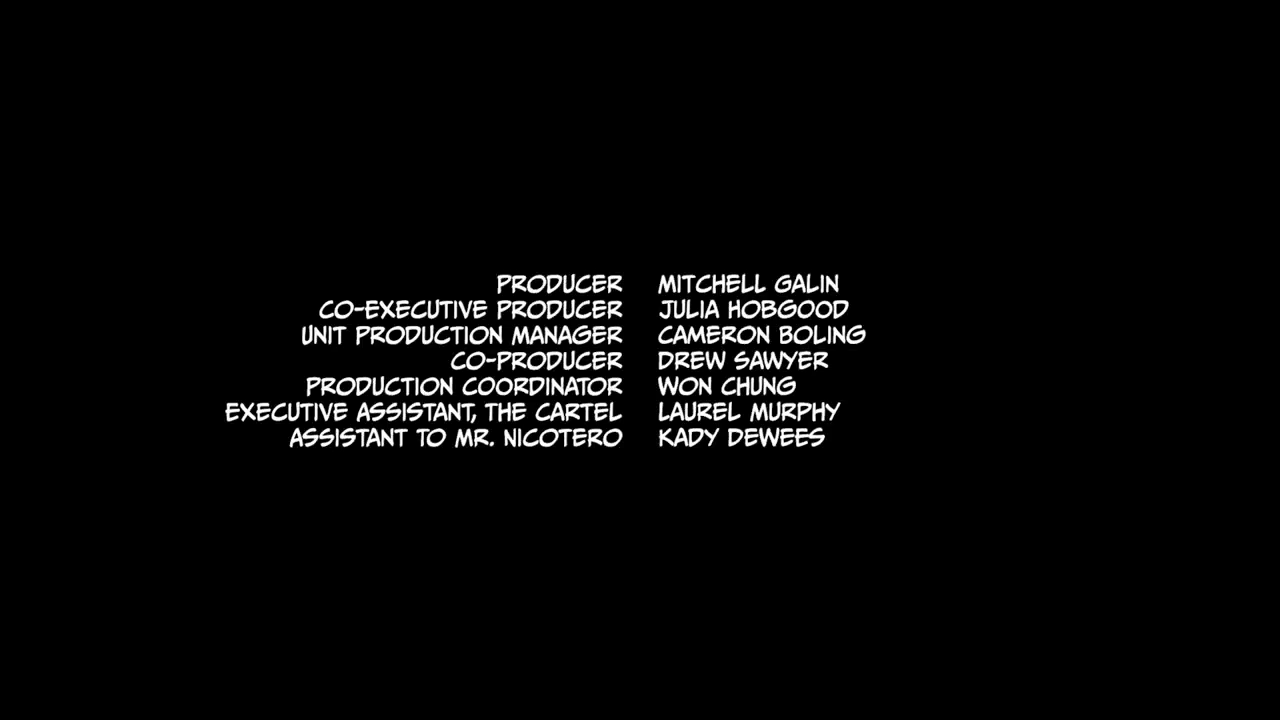 PRODUCER MITCHELL GALIN
CO-EXECUTIVE PRODUCER JULIA HOBGOOD
UNIT PRODUCTION MANAGER CAMERON BOLING
CO-PRODUCER DREW SAWYER
PRODUCTION COORDINATOR WON CHUNG
EXECUTIVE ASSISTANT, THE CARTEL LAUREL MURPHY
ASSISTANT TO MR. NICOTERO KADY DEWEES